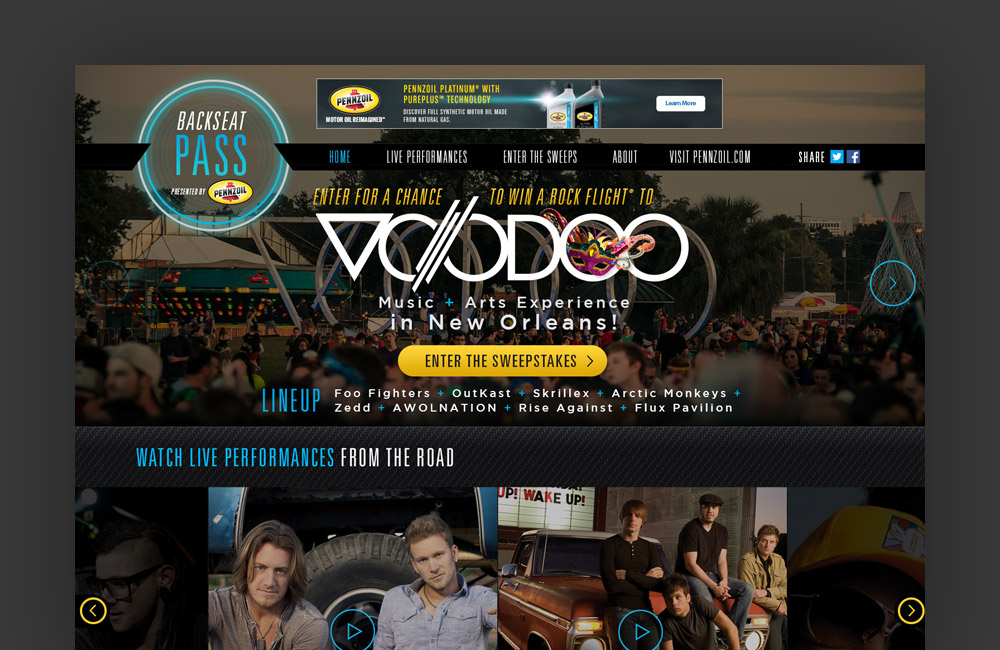 BACKSEAT
PASS
PRESENTED BY PENNZOIL
PENNZOIL
MOTOR OIL REIMAGINED™
PENNZOIL PLATINUM® WITH
PUREPLUS™ TECHNOLOGY
DISCOVER FULL SYNTHETIC MOTOR OIL MADE
FROM NATURAL GAS.
Learn More
HOME LIVE PERFORMANCES ENTER THE SWEEPS ABOUT VISIT PENNZOIL.COM SHARE
ENTER FOR A CHANCE TO WIN A ROCK FLIGHT® TO
VOODOO
Music + Arts Experience
in New Orleans!
ENTER THE SWEEPSTAKES
LINEUP
Foo Fighters + OutKast + Skrillex + Arctic Monkeys +
Zedd + AWOLNATION + Rise Against + Flux Pavilion
WATCH LIVE PERFORMANCES FROM THE ROAD
UP! WAKE UP!